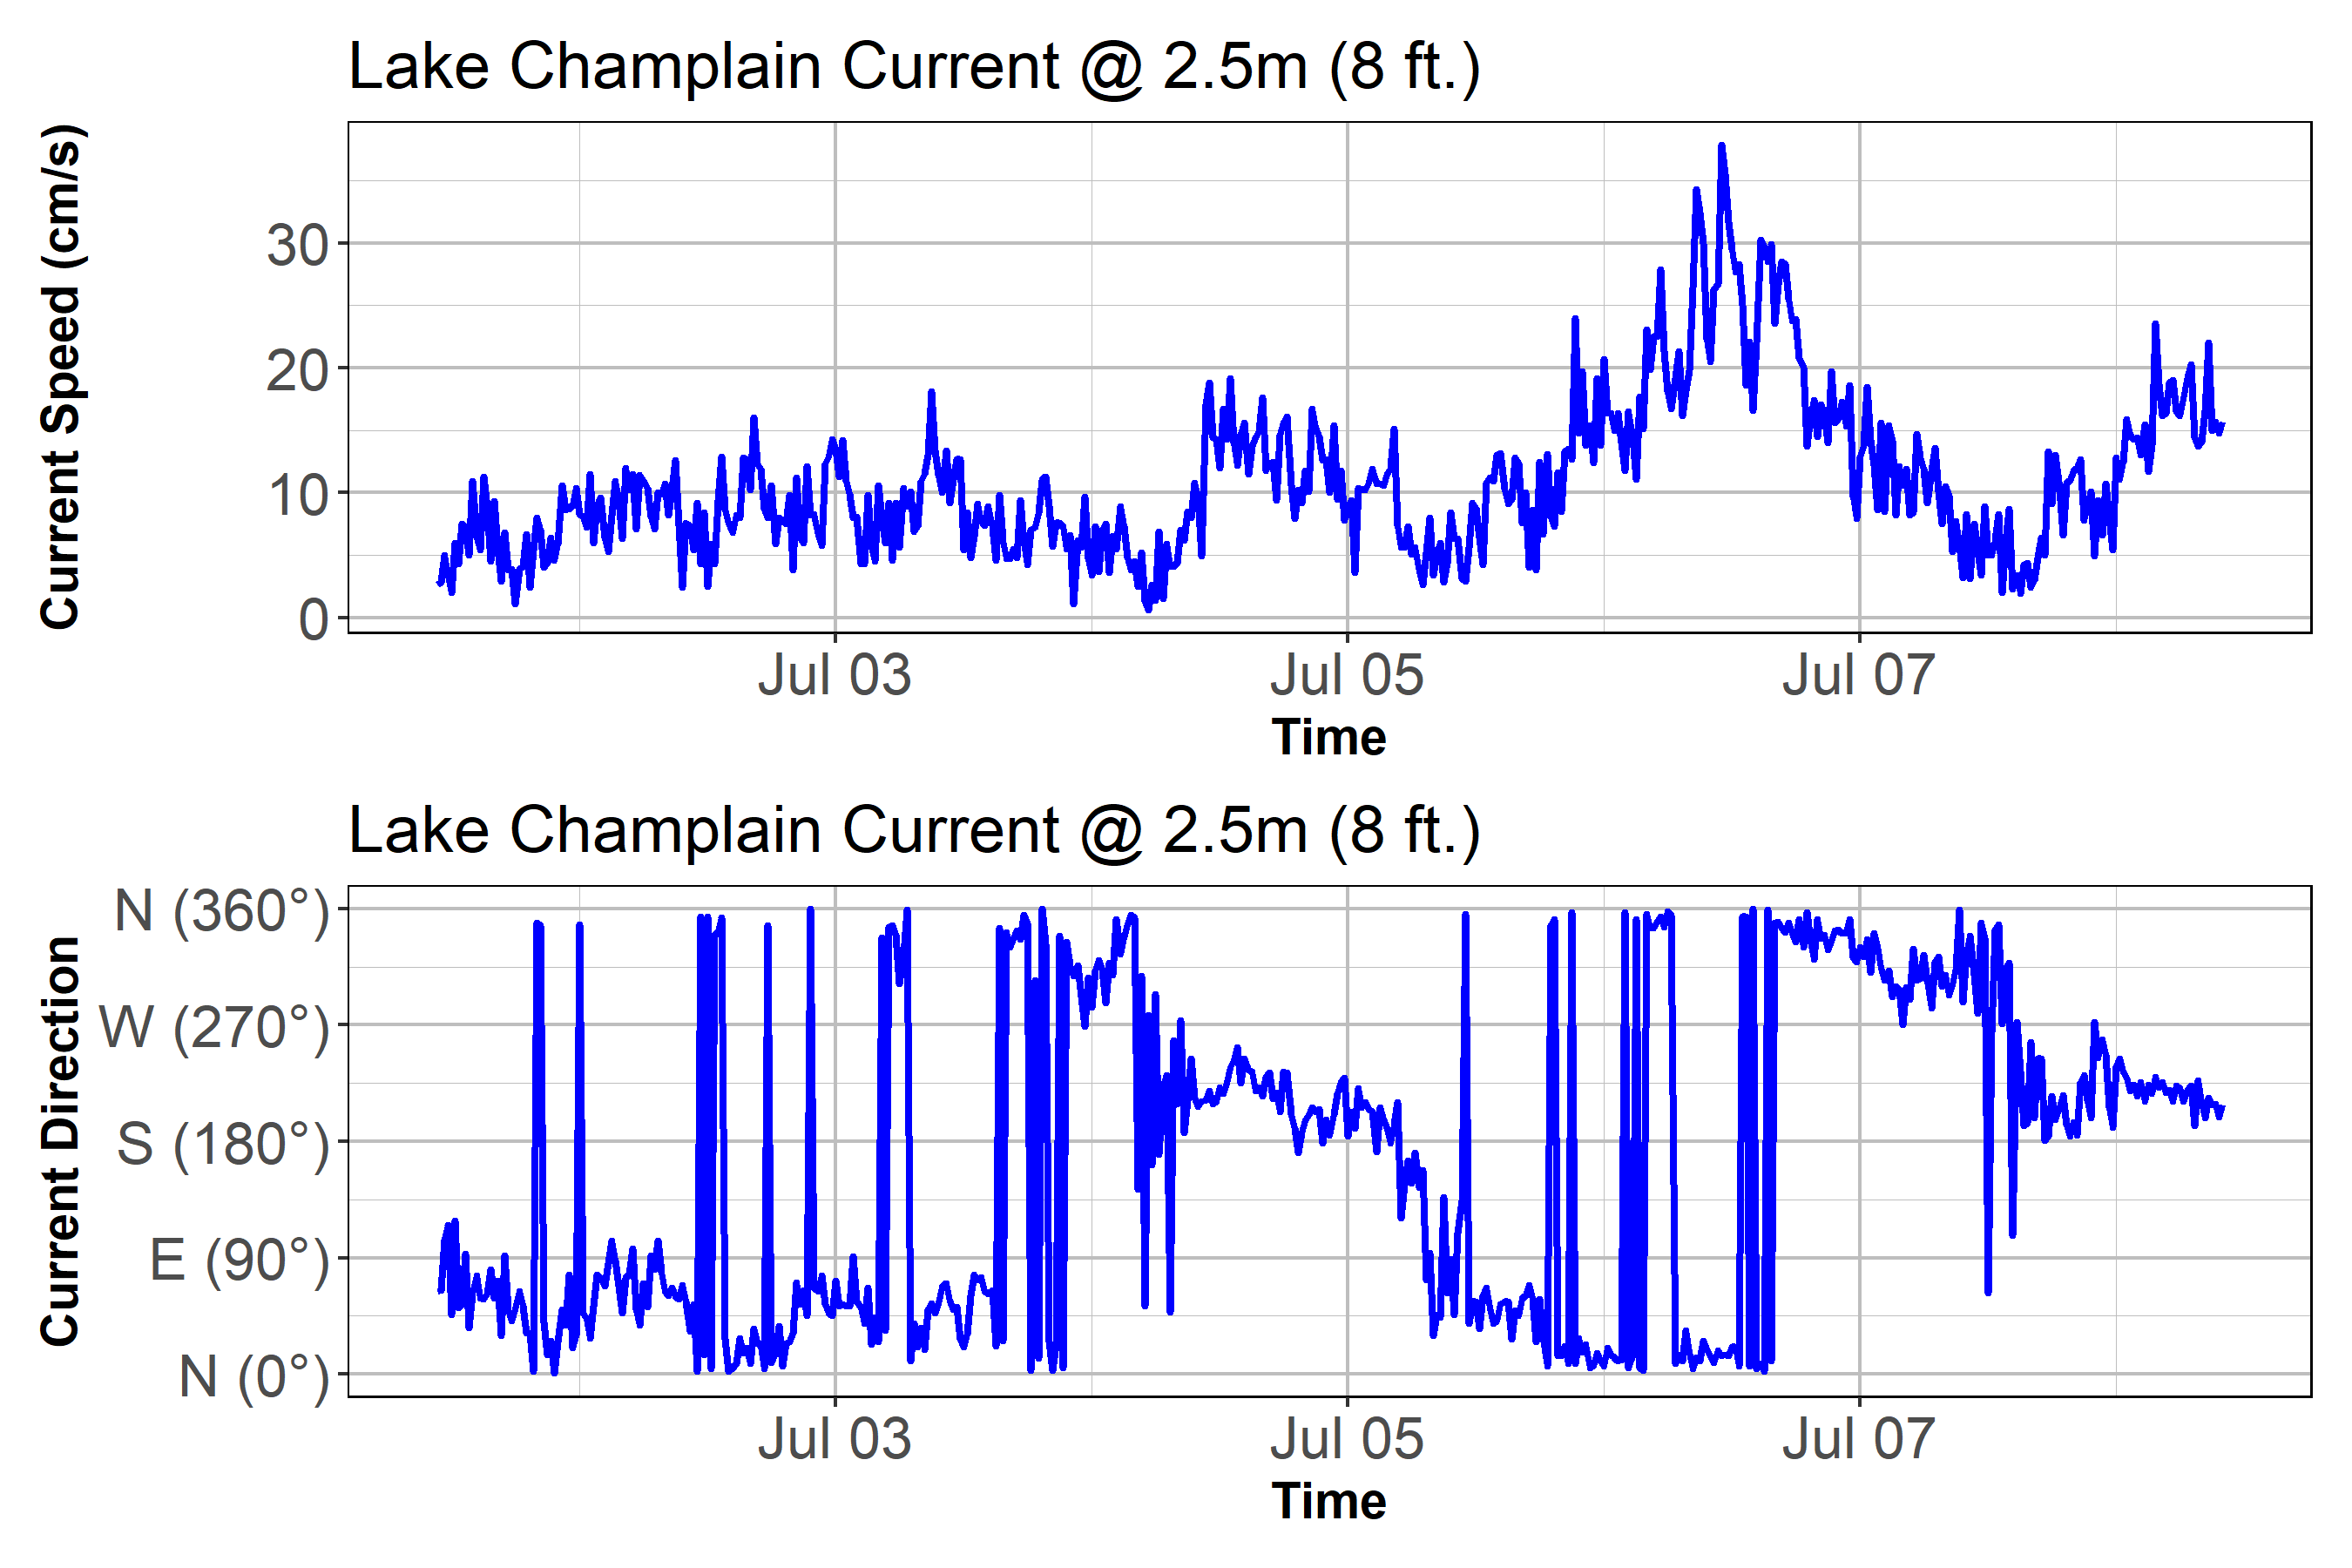 Lake Champlain Current @ 2.5m (8 ft.)
Current Speed (cm/s)
30
20
10
0
Jul 03 Jul 05 Jul 07
Time
Lake Champlain Current @ 2.5m (8 ft.)
Current Direction
N (360°)
W (270°)
S (180°)
E (90°)
N (0°)
Jul 03 Jul 05 Jul 07
Time